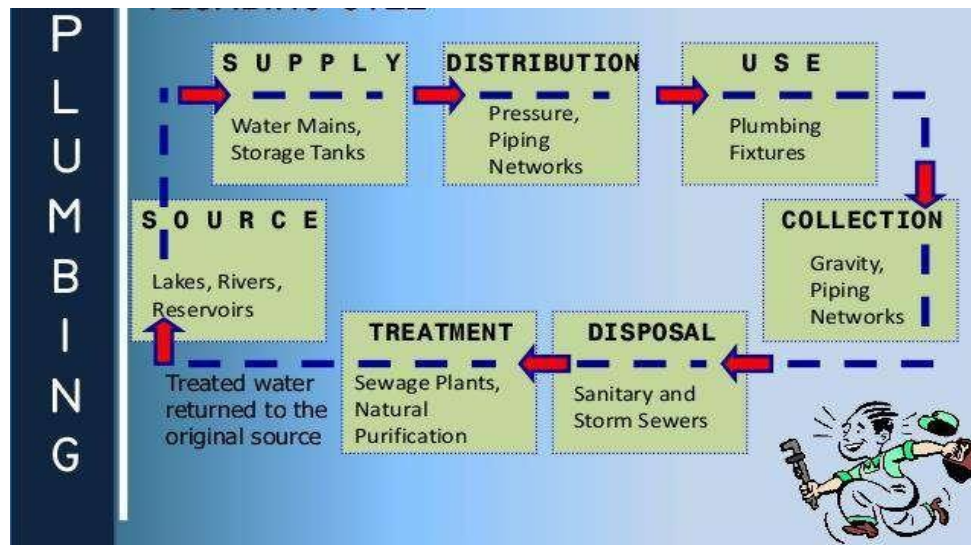 PLUMBING
S U P P L Y
Water Mains,
Storage Tanks
DISTRIBUTION
Pressure,
Piping
Networks
U S E
Plumbing
Fixtures
S O U R C E
Lakes, Rivers,
Reservoirs
COLLECTION
Gravity,
Piping
Networks
TREATMENT
Sewage Plants,
Natural
Purification
DISPOSAL
Sanitary and
Storm Sewers
Treated water
returned to the
original source